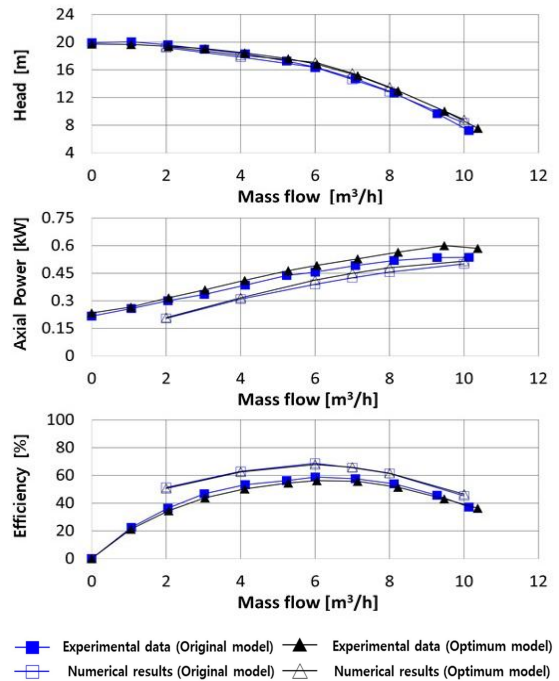 24
20
16
12
8
4
Head [m]
0 2 4 6 8 10 12
Mass flow [m³/h]
0.75
0.6
0.45
0.3
0.15
0
Axial Power [kW]
0 2 4 6 8 10 12
Mass flow [m³/h]
100
80
60
40
20
0
Efficiency [%]
0 2 4 6 8 10 12
Mass flow [m³/h]
Experimental data (Original model) Experimental data (Optimum model)
Numerical results (Original model) Numerical results (Optimum model)